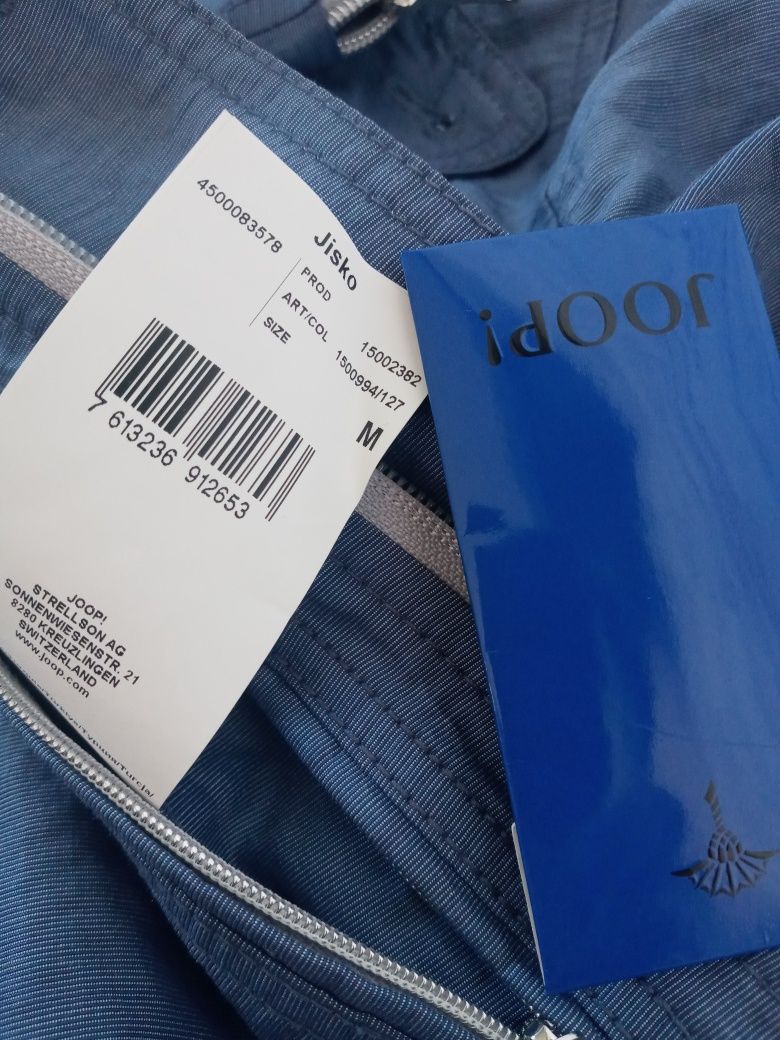 Jisko
4500083578
PROD 15002382
ART/COL 1500994/127
SIZE M
7 613236 912653
JOOP!
STRELLSON AG
SONNENWIESENSTR. 21
8280 KREUZLINGEN
SWITZERLAND
www.joop.com
JOOP!